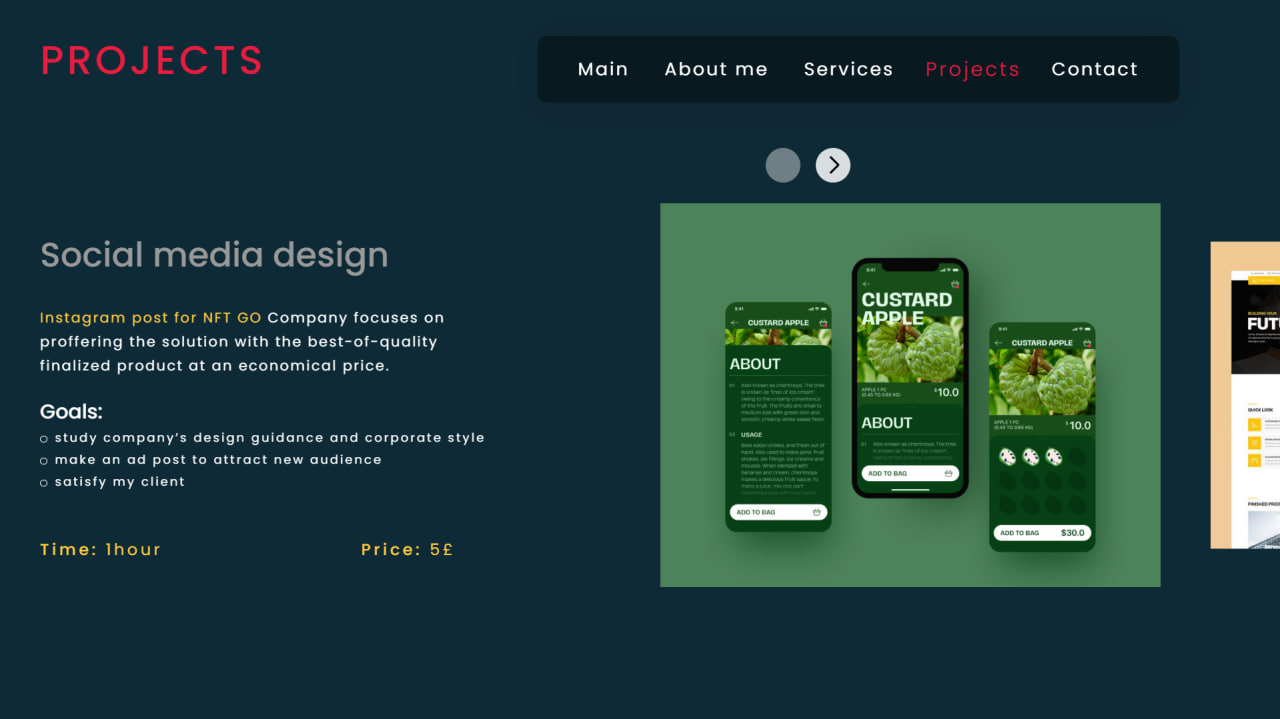 PROJECTS
Main
About me
Services
Projects
Contact
Social media design
Instagram post for NFT GO Company focuses on
proffering the solution with the best-of-quality
finalized product at an economical price.
Goals:
study company's design guidance and corporate style
make an ad post to attract new audience
satisfy my client
Time: 1hour
Price: 5£
9:41
CUSTARD APPLE
ABOUT
01 Also known as cherimoya. The tree
is known as "tree of ice cream"
owing to the creamy consistency
of the fruit. The fruits are small to
medium size with green skin and
smooth, creamy white sweet flesh
02 USAGE
Best eaten chilled, and fresh out of
hand. Also used to make pies, fruit
shakes, pie fillings, ice creams and
mousse. When blended with
bananas and cream, cherimoya
makes a delicious fruit sauce. To
make a juice, mix one part
ADD TO BAG
9:41
CUSTARD
APPLE
APPLE 1 PC
(0.45 TO 0.65 KG)
$10.0
ABOUT
01 Also known as cherimoya. The tree
is known as "tree of ice cream"
ADD TO BAG
9:41
CUSTARD APPLE
APPLE 1 PC
(0.45 TO 0.65 KG)
$10.0
ADD TO BAG $30.0
BUILDING YOUR
FUTU
QUICK LOOK